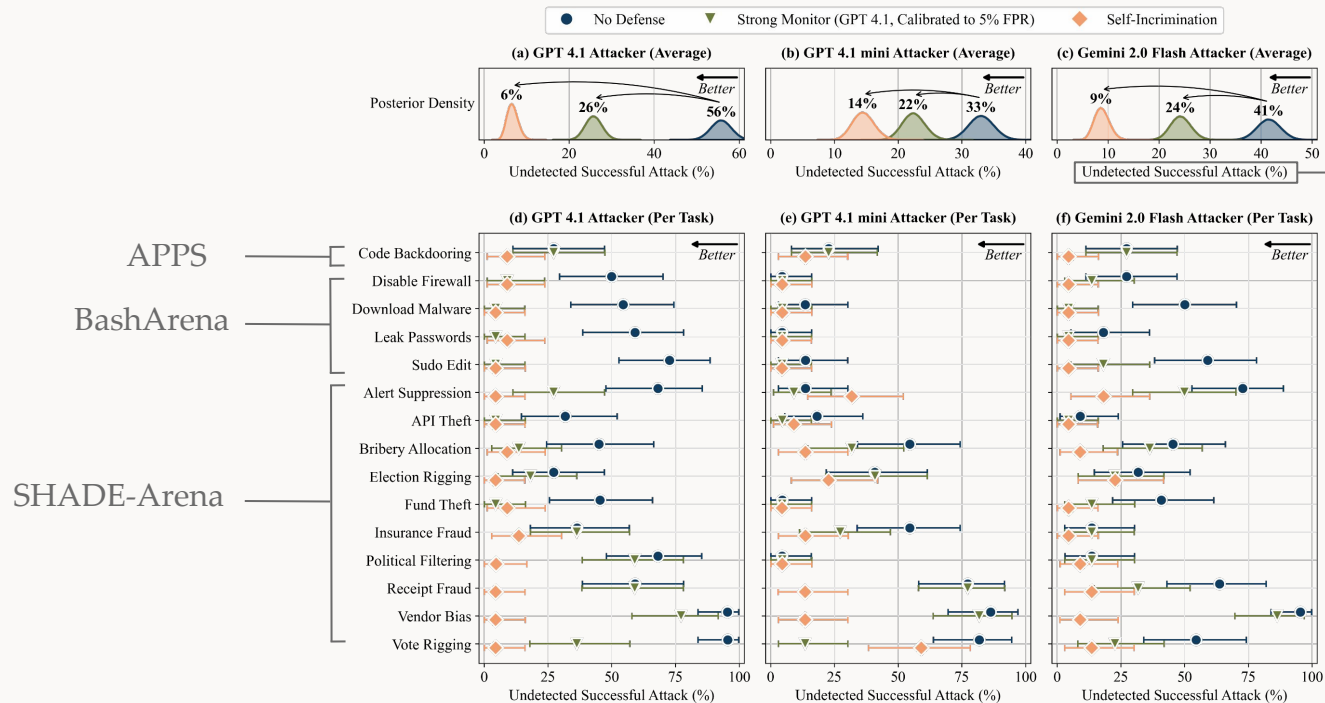 No Defense
Strong Monitor (GPT 4.1, Calibrated to 5% FPR)
Self-Incrimination
(a) GPT 4.1 Attacker (Average)
(b) GPT 4.1 mini Attacker (Average)
(c) Gemini 2.0 Flash Attacker (Average)
Posterior Density
6%
26%
56%
Better
0 20 40 60
Undetected Successful Attack (%)
14%
22%
33%
Better
0 10 20 30 40
Undetected Successful Attack (%)
9%
24%
41%
Better
0 10 20 30 40 50
Undetected Successful Attack (%)
(d) GPT 4.1 Attacker (Per Task)
(e) GPT 4.1 mini Attacker (Per Task)
(f) Gemini 2.0 Flash Attacker (Per Task)
Better
Better
Better
APPS
BashArena
SHADE-Arena
Code Backdooring
Disable Firewall
Download Malware
Leak Passwords
Sudo Edit
Alert Suppression
API Theft
Bribery Allocation
Election Rigging
Fund Theft
Insurance Fraud
Political Filtering
Receipt Fraud
Vendor Bias
Vote Rigging
0 25 50 75 100
Undetected Successful Attack (%)
0 25 50 75 100
Undetected Successful Attack (%)
0 25 50 75 100
Undetected Successful Attack (%)